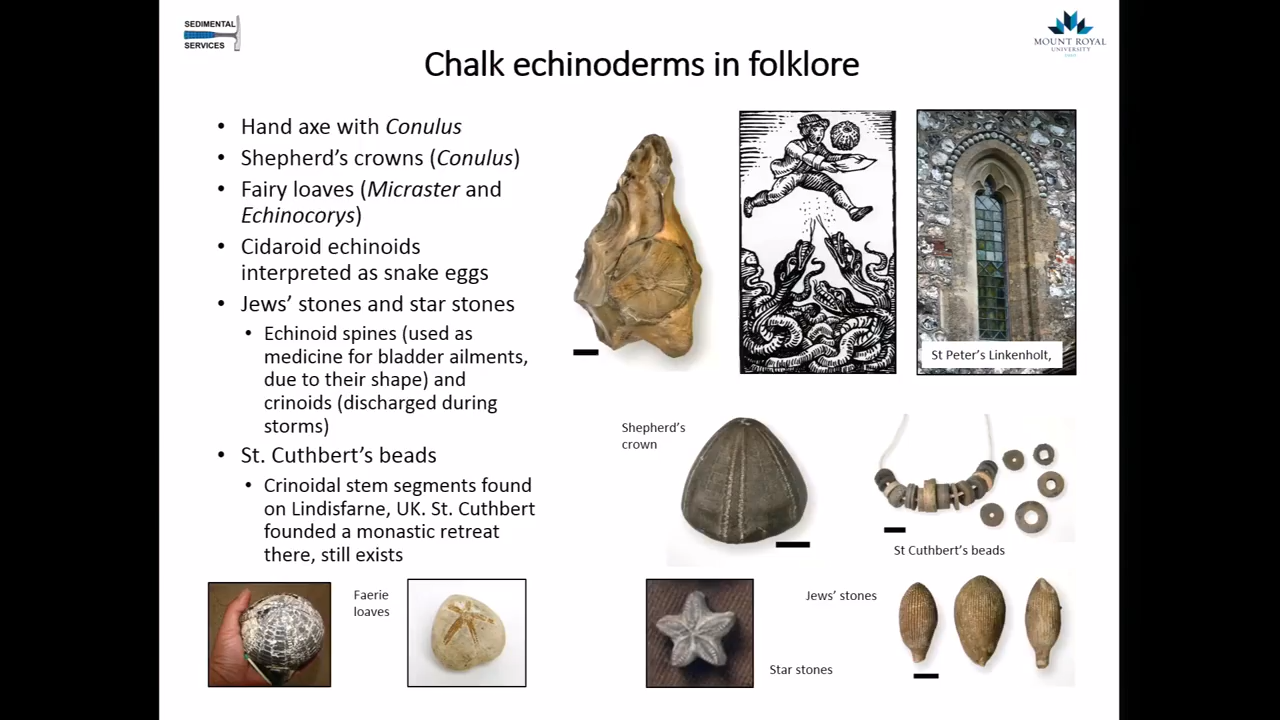 SEDIMENTAL
SERVICES
MOUNT ROYAL
UNIVERSITY
1910
Chalk echinoderms in folklore
• Hand axe with Conulus
• Shepherd's crowns (Conulus)
• Fairy loaves (Micraster and
Echinocorys)
• Cidaroid echinoids
interpreted as snake eggs
• Jews' stones and star stones
• Echinoid spines (used as
medicine for bladder ailments,
due to their shape) and
crinoids (discharged during
storms)
• St. Cuthbert's beads
• Crinoidal stem segments found
on Lindisfarne, UK. St. Cuthbert
founded a monastic retreat
there, still exists
St Peter's Linkenholt,
Shepherd's
crown
St Cuthbert's beads
Faerie
loaves
Jews' stones
Star stones